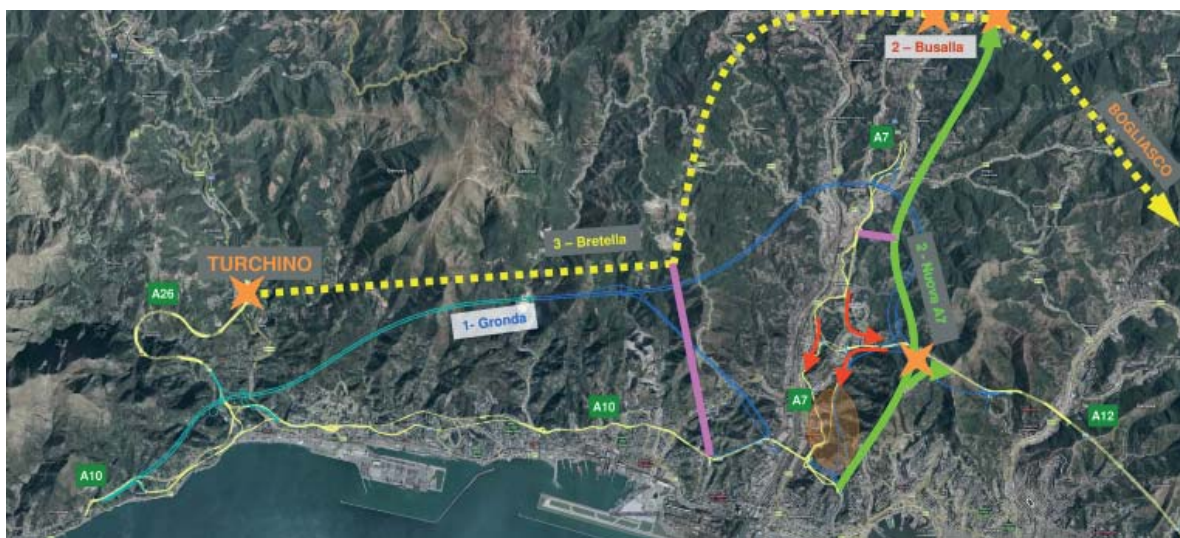 2 – Busalla
BOGLIASCO
A7
3 – Bretella
TURCHINO
2 - Nuova A7
A26
1- Gronda
A10
A7
A12
A10